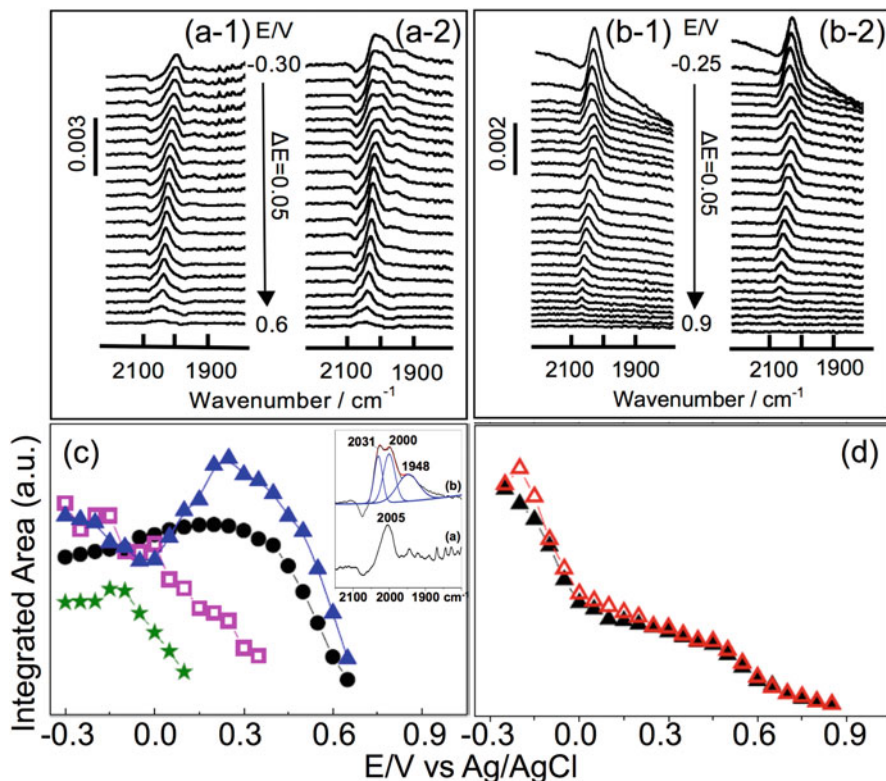 (a-1)
E/V
(a-2)
-0.30
0.003
ΔE=0.05
0.6
2100 1900 2100 1900
Wavenumber / cm⁻¹
(b-1)
E/V
(b-2)
-0.25
0.002
ΔE=0.05
0.9
2100 1900 2100 1900
Wavenumber / cm⁻¹
(c)
2031 2000
1948
(b)
2005
(a)
2100 2000 1900 cm⁻¹
(d)
Integrated Area (a.u.)
-0.3 0.0 0.3 0.6 0.9 -0.3 0.0 0.3 0.6 0.9
E/V vs Ag/AgCl